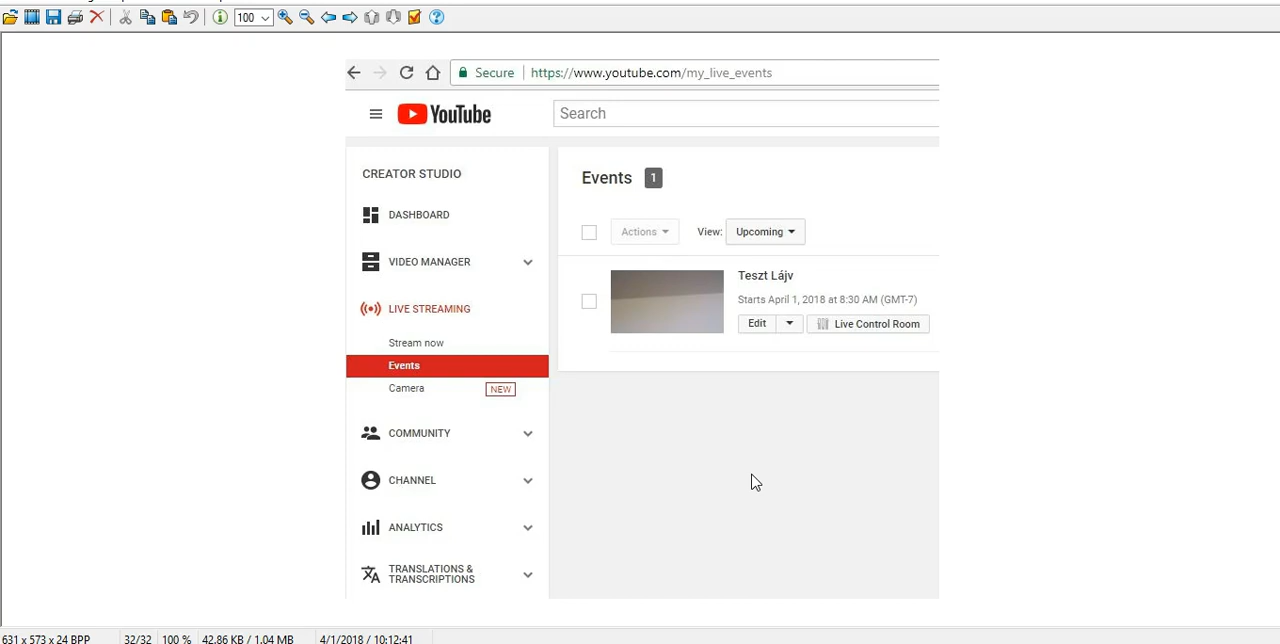 100
Secure https://www.youtube.com/my_live_events
YouTube
Search
CREATOR STUDIO
DASHBOARD
VIDEO MANAGER
LIVE STREAMING
Stream now
Events
Camera NEW
COMMUNITY
CHANNEL
ANALYTICS
TRANSLATIONS &
TRANSCRIPTIONS
Events 1
Actions View: Upcoming
Teszt Lájv
Starts April 1, 2018 at 8:30 AM (GMT-7)
Edit Live Control Room
631 x 573 x 24 BPP 32/32 100 % 42.86 KB / 1.04 MB 4/1/2018 / 10:12:41